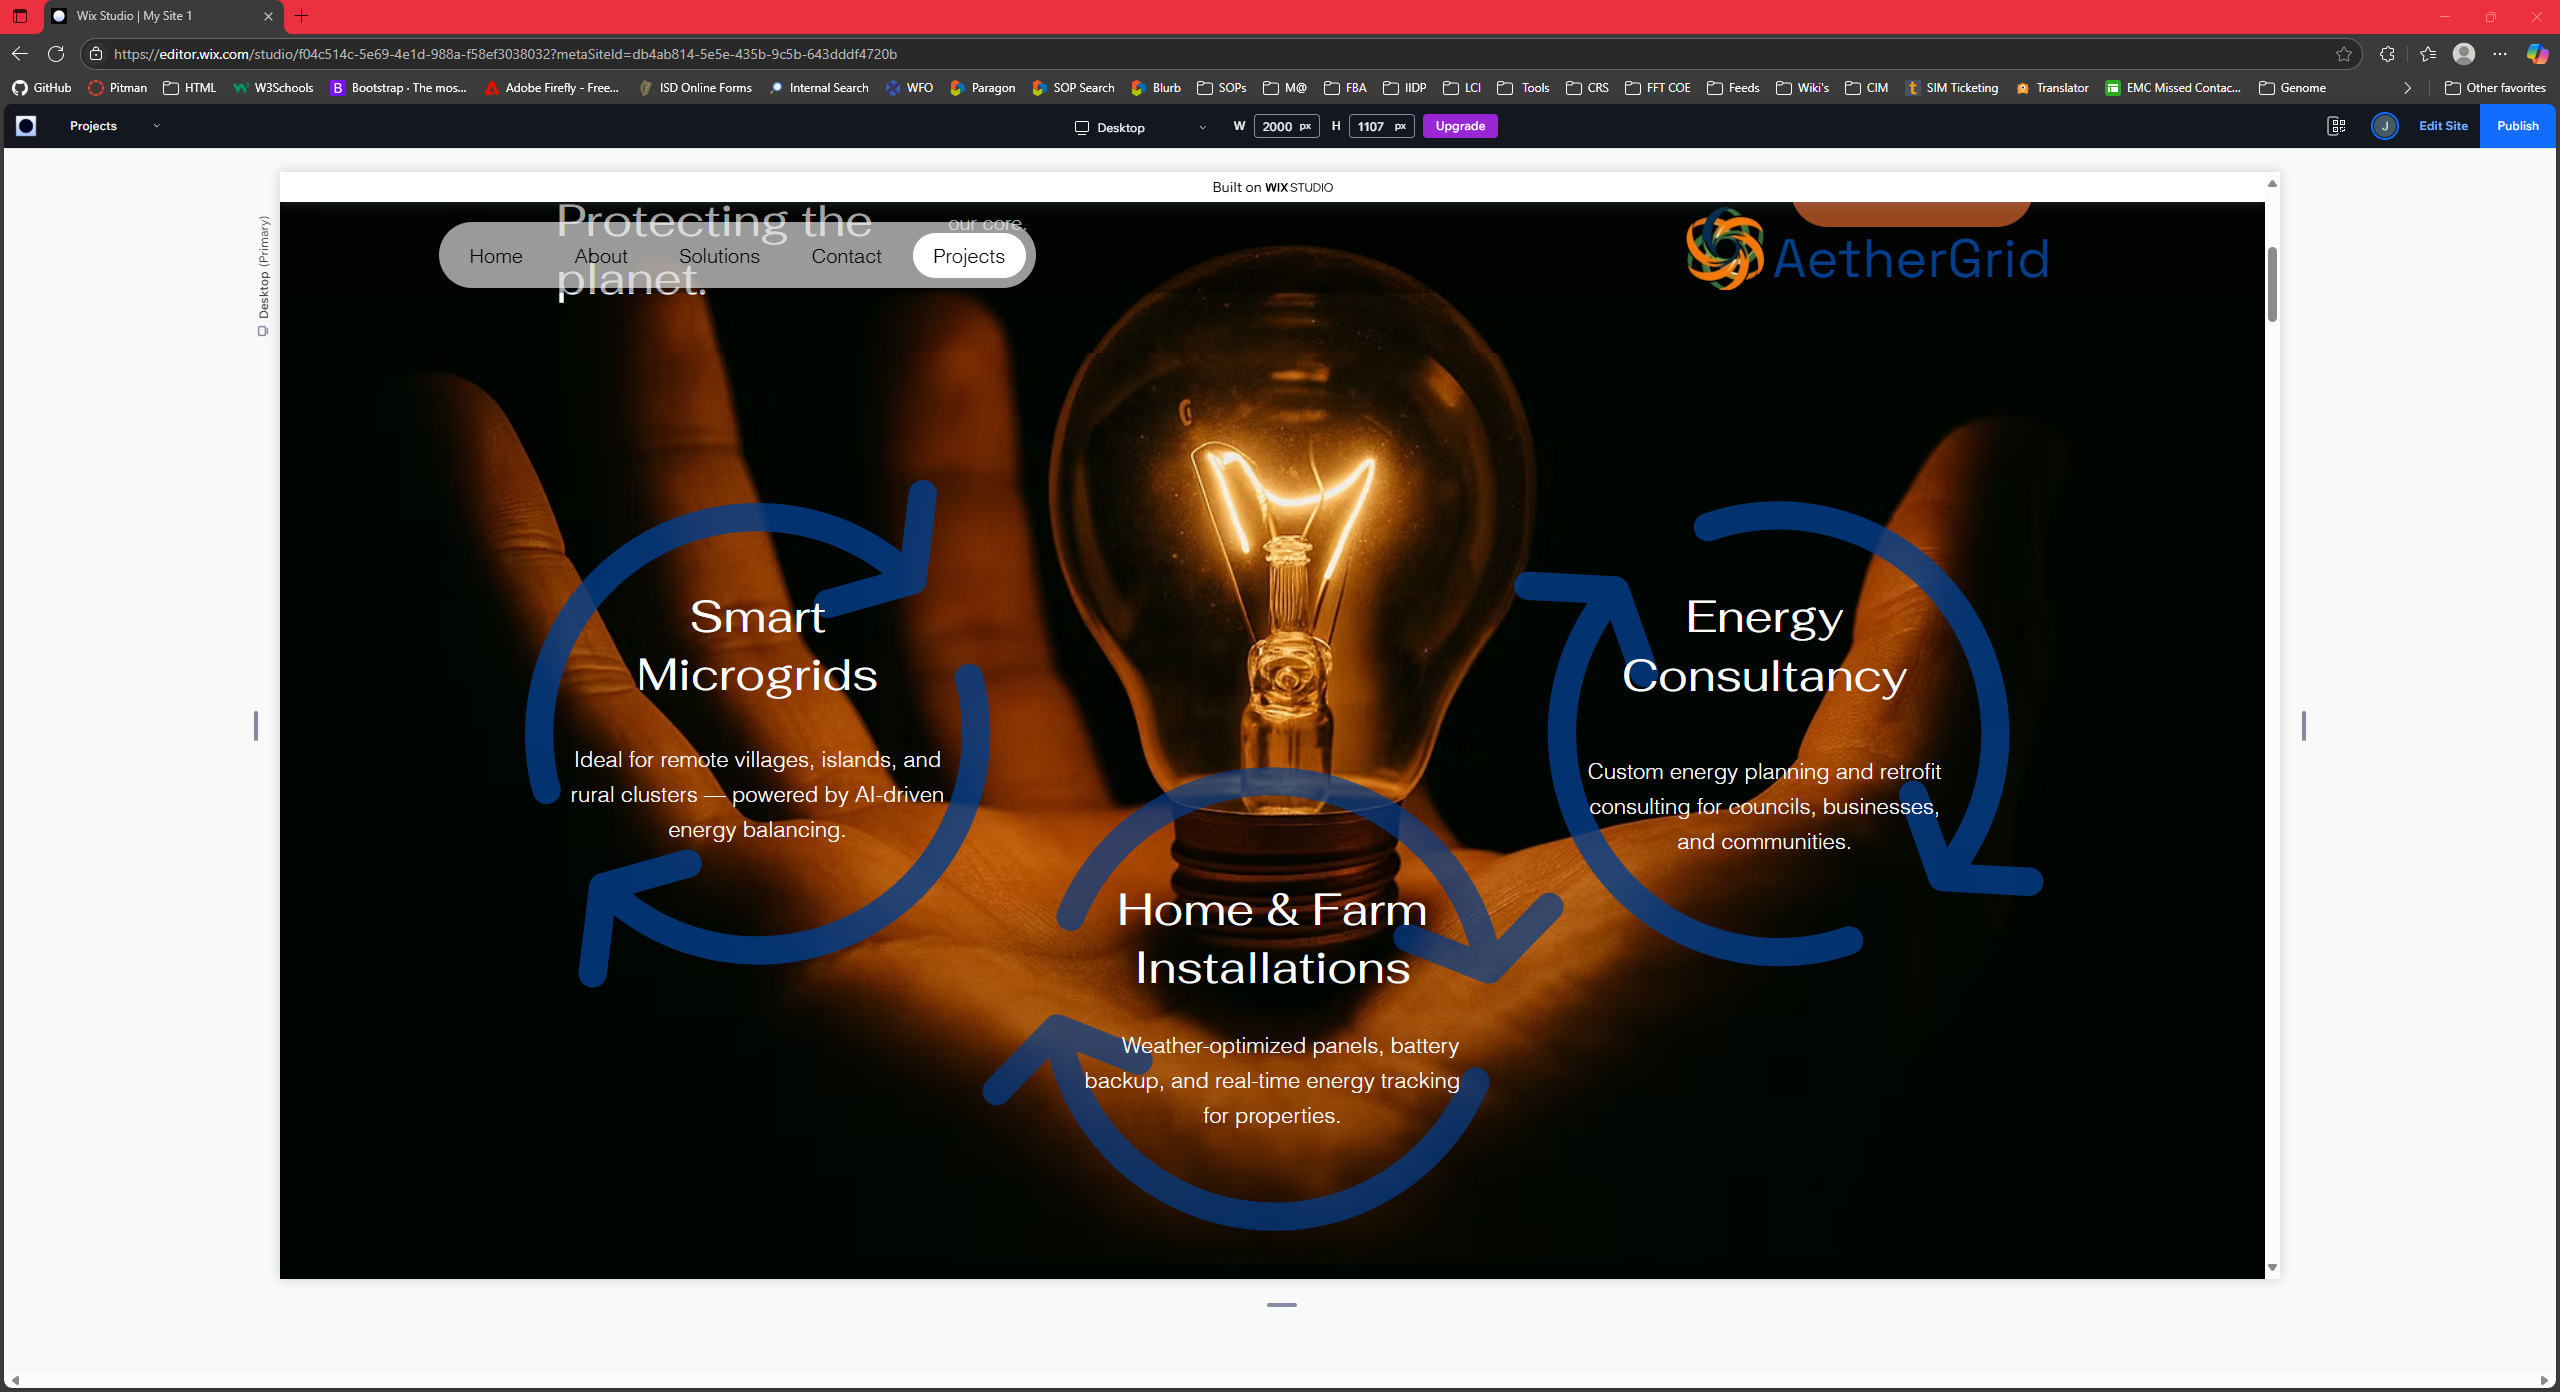 Wix Studio | My Site 1
https://editor.wix.com/studio/f04c514c-5e69-4e1d-988a-f58ef3038032?metaSiteId=db4ab814-5e5e-435b-9c5b-643dddf4720b
GitHub Pitman HTML W3Schools Bootstrap · The mos... Adobe Firefly - Free... ISD Online Forms Internal Search WFO Paragon SOP Search Blurb SOPs M@ FBA IIDP LCI Tools CRS FFT COE Feeds Wiki's CIM SIM Ticketing Translator EMC Missed Contac... Genome Other favorites
Projects Desktop W 2000 px H 1107 px Upgrade J Edit Site Publish
Built on WIX STUDIO
Desktop (Primary)
Protecting the
planet.
our core.
Home About Solutions Contact Projects
AetherGrid
Smart
Microgrids
Ideal for remote villages, islands, and
rural clusters — powered by AI-driven
energy balancing.
Home & Farm
Installations
Weather-optimized panels, battery
backup, and real-time energy tracking
for properties.
Energy
Consultancy
Custom energy planning and retrofit
consulting for councils, businesses,
and communities.